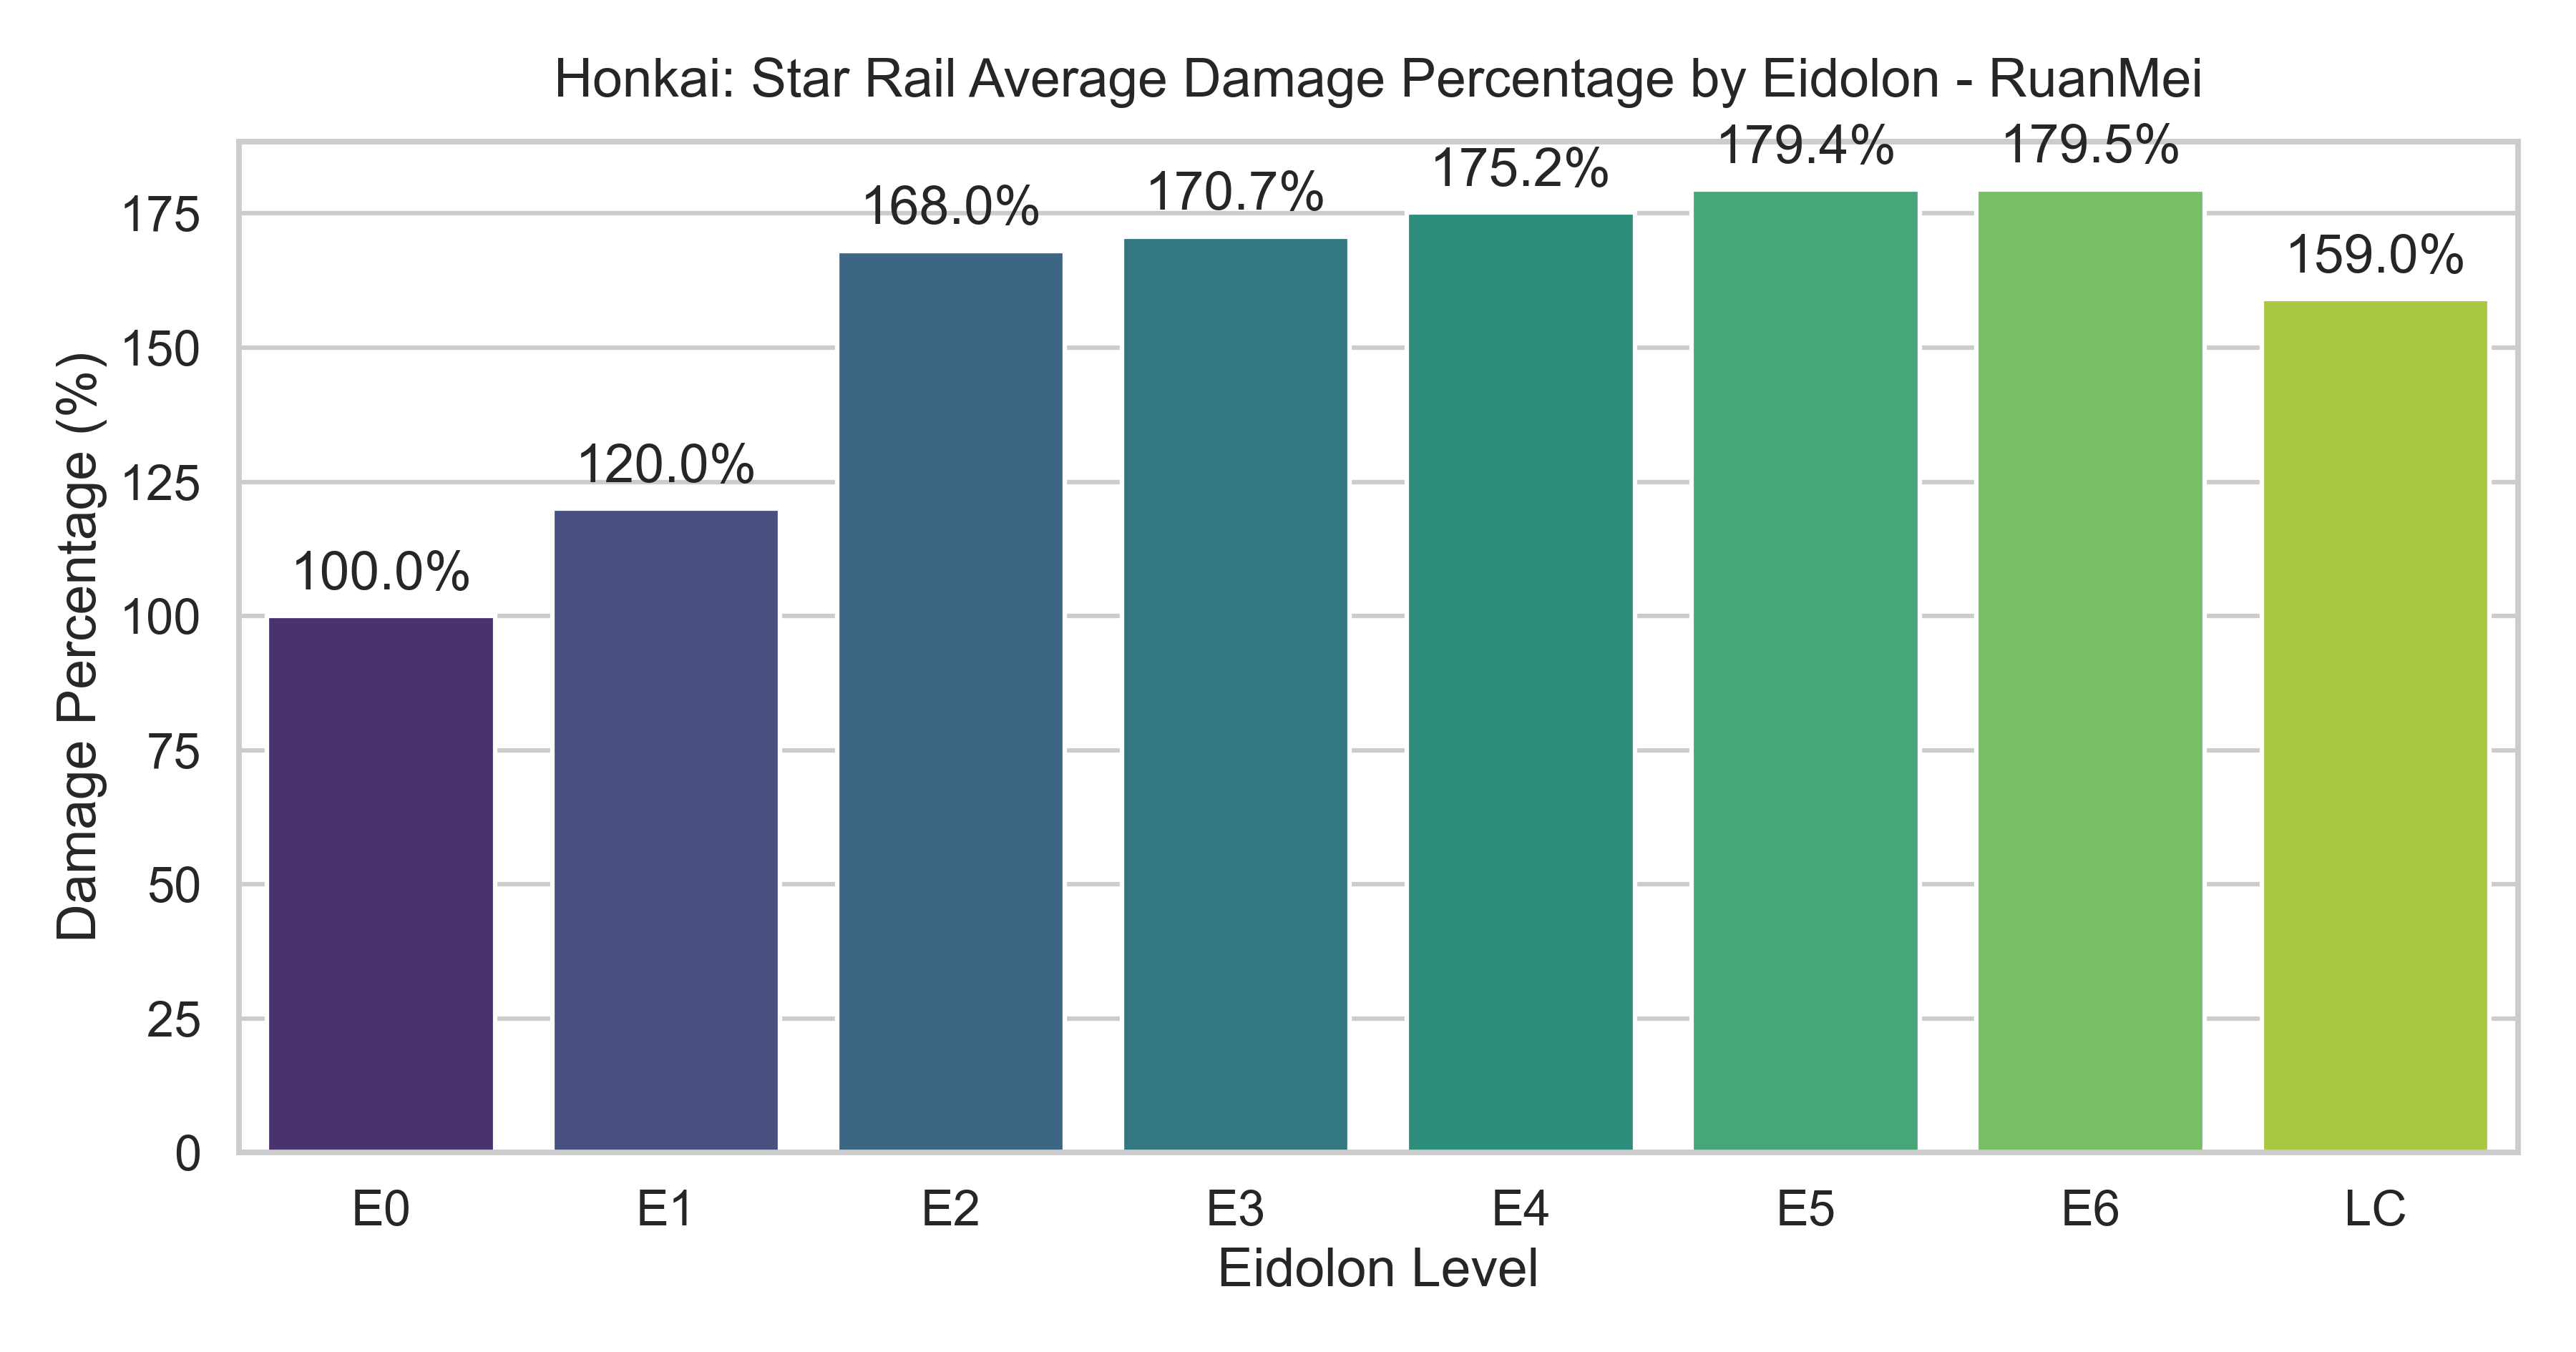 Honkai: Star Rail Average Damage Percentage by Eidolon - RuanMei
Damage Percentage (%)
175
150
125
100
75
50
25
0
100.0%
120.0%
168.0%
170.7%
175.2%
179.4%
179.5%
159.0%
E0
E1
E2
E3
E4
E5
E6
LC
Eidolon Level